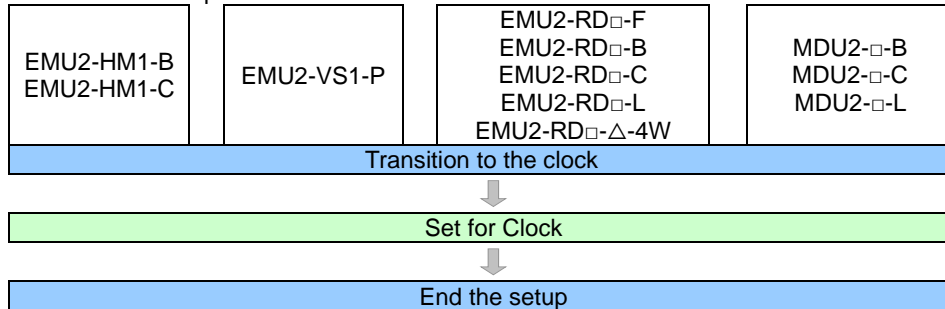 EMU2-HM1-B
EMU2-HM1-C
EMU2-VS1-P
EMU2-RD□-F
EMU2-RD□-B
EMU2-RD□-C
EMU2-RD□-L
EMU2-RD□-△-4W
MDU2-□-B
MDU2-□-C
MDU2-□-L
Transition to the clock
Set for Clock
End the setup